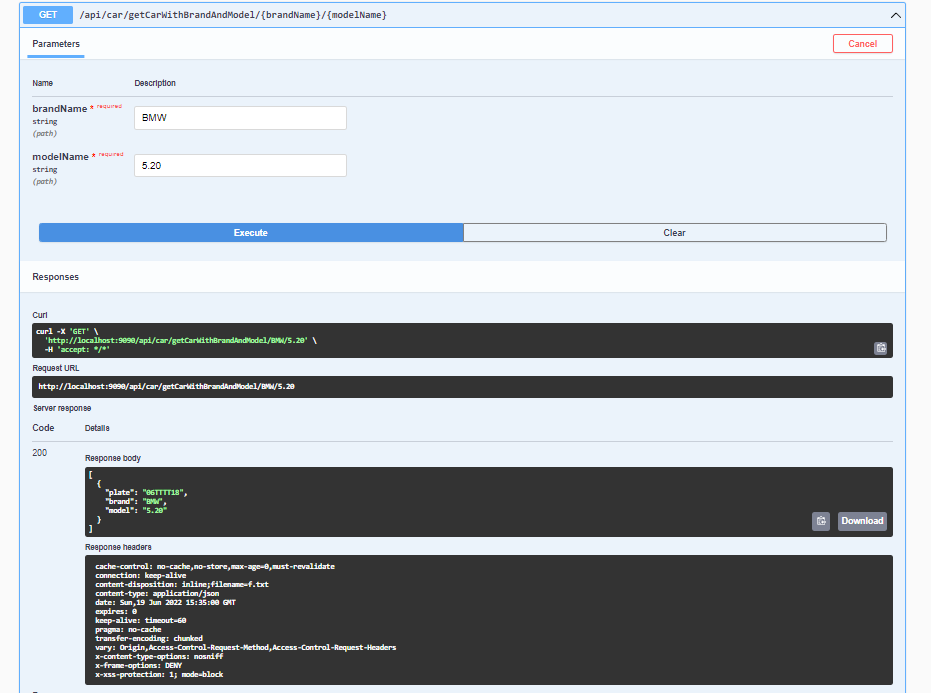 GET /api/car/getCarWithBrandAndModel/{brandName}/{modelName}
Parameters
Cancel
Name Description
brandName * required
string
(path)
BMW
modelName * required
string
(path)
5.20
Execute Clear
Responses
Curl
curl -X 'GET' \
'http://localhost:9090/api/car/getCarWithBrandAndModel/BMW/5.20' \
-H 'accept: */*'
Request URL
http://localhost:9090/api/car/getCarWithBrandAndModel/BMW/5.20
Server response
Code Details
200
Response body
[
{
"plate": "06TTTT18",
"brand": "BMW",
"model": "5.20"
}
]
Download
Response headers
cache-control: no-cache,no-store,max-age=0,must-revalidate
connection: keep-alive
content-disposition: inline;filename=f.txt
content-type: application/json
date: Sun,19 Jun 2022 15:35:00 GMT
expires: 0
keep-alive: timeout=60
pragma: no-cache
transfer-encoding: chunked
vary: Origin,Access-Control-Request-Method,Access-Control-Request-Headers
x-content-type-options: nosniff
x-frame-options: DENY
x-xss-protection: 1; mode=block